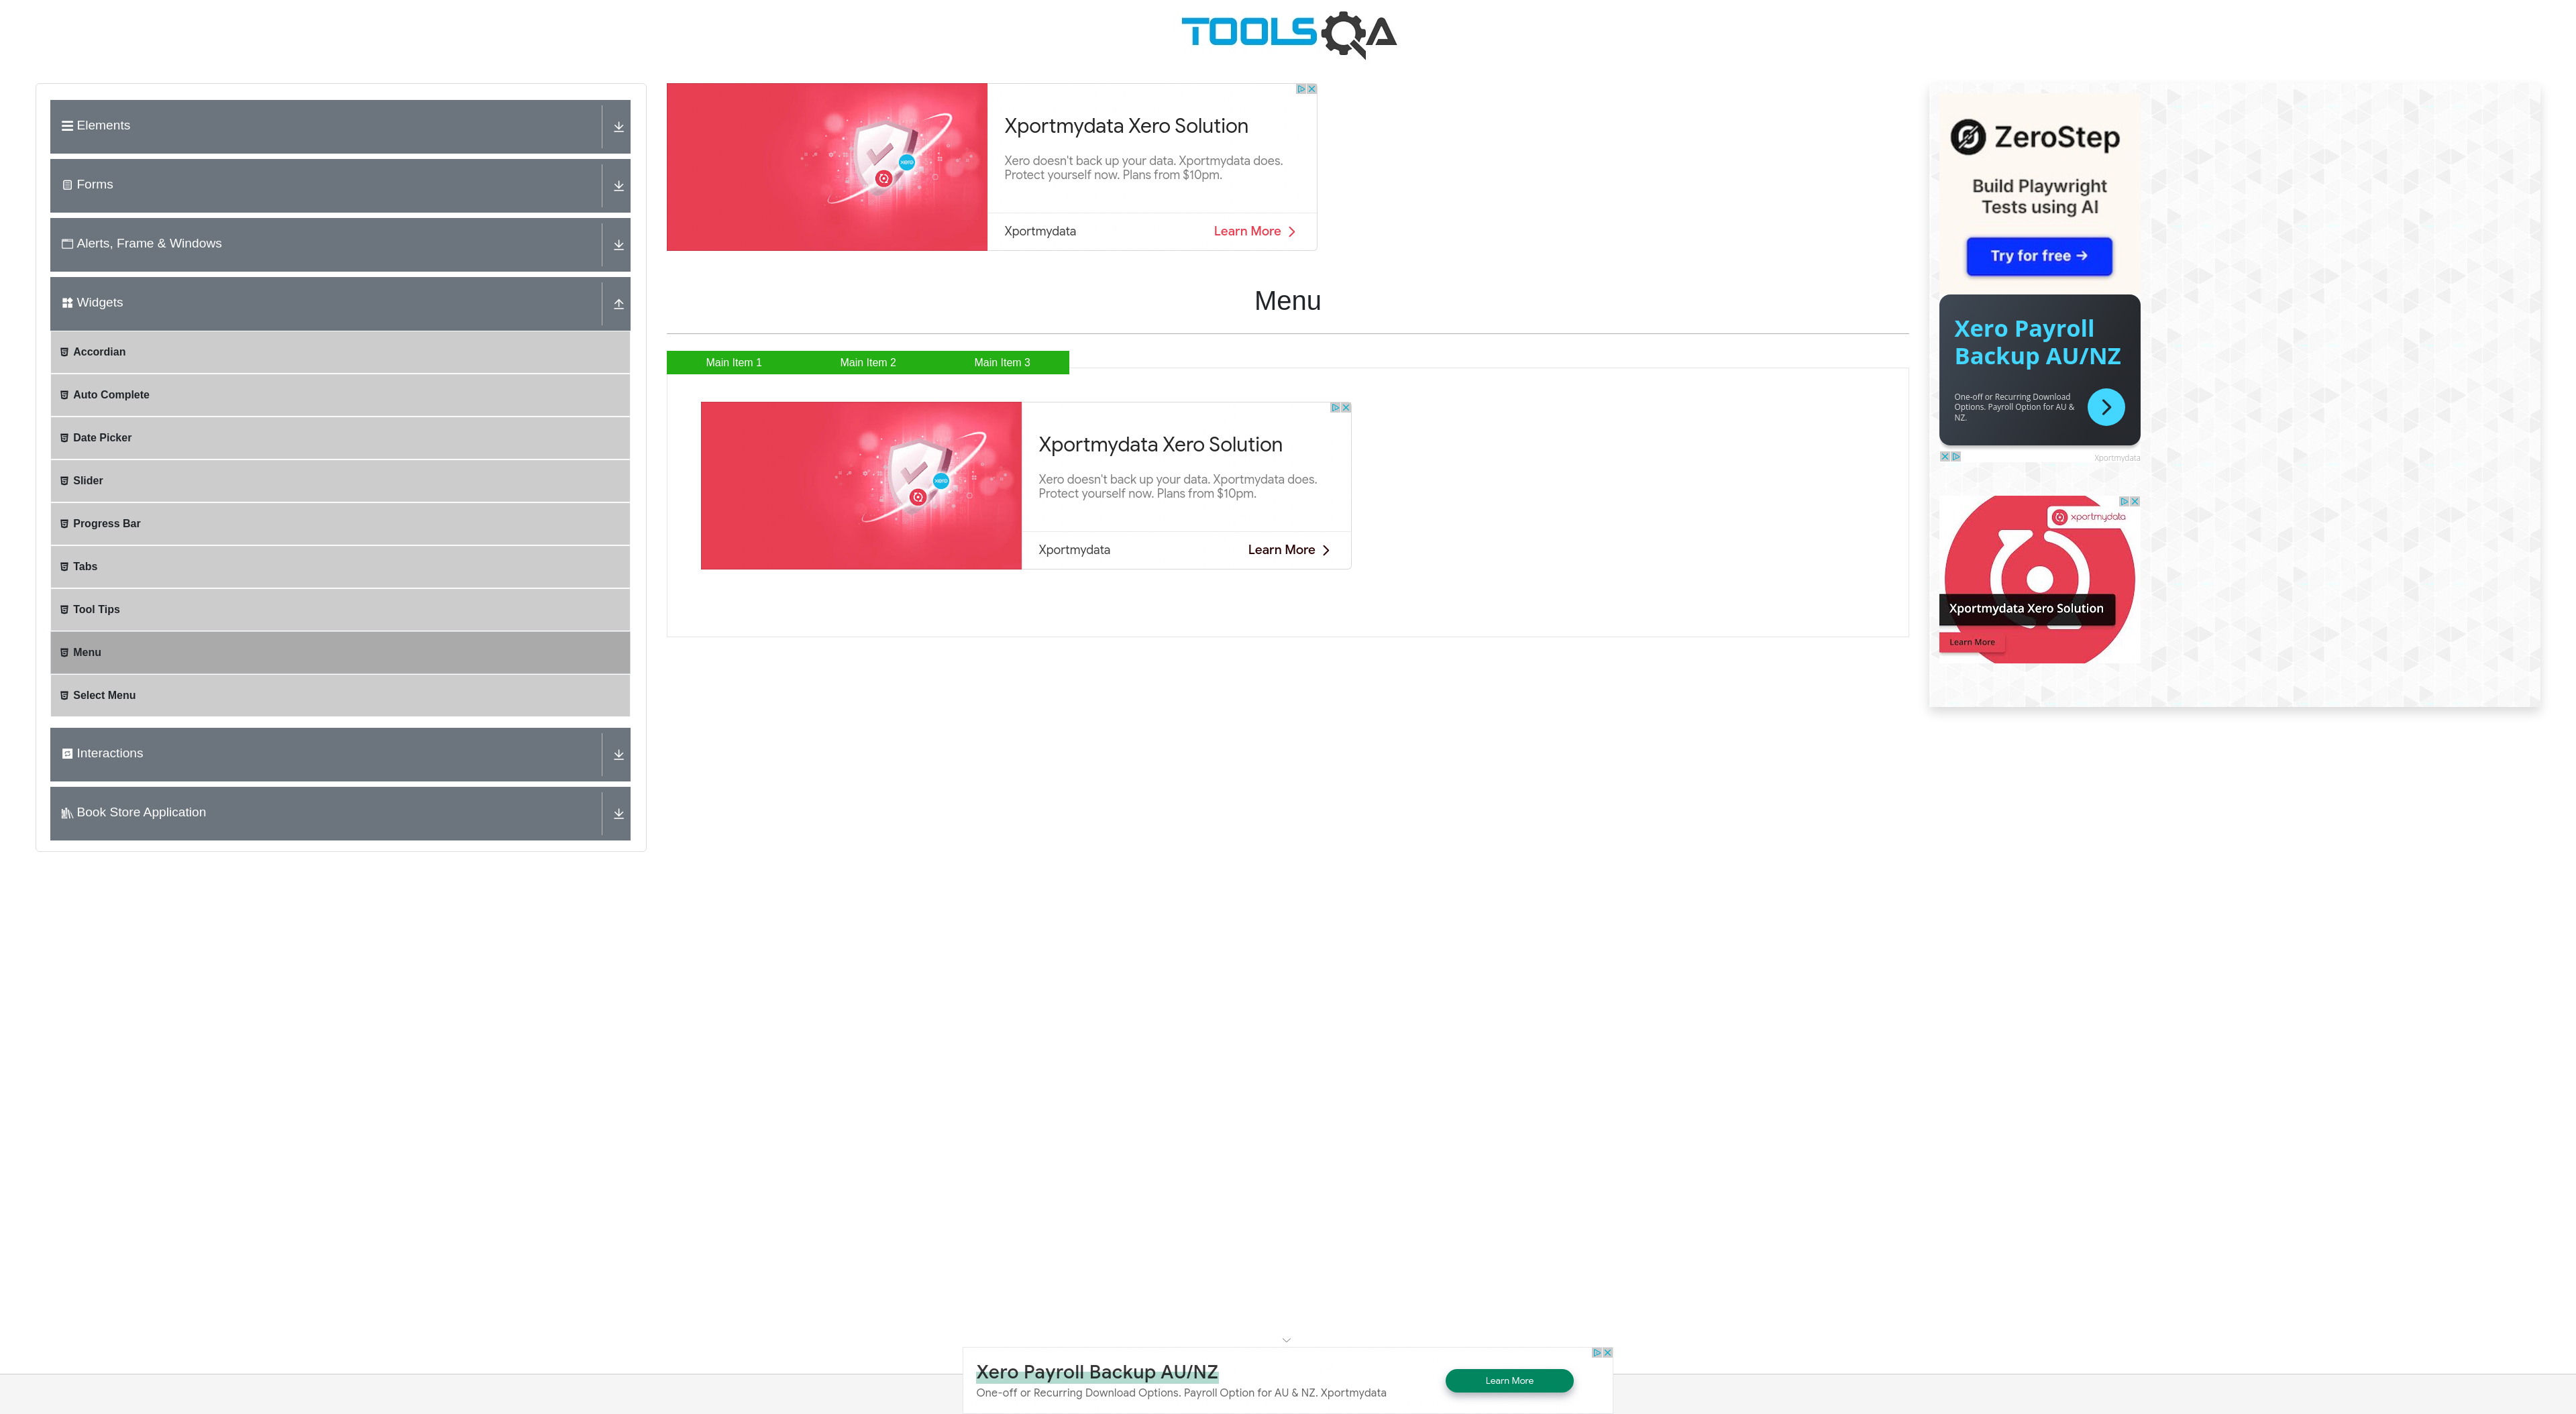 TOOLSQA
Elements
Forms
Alerts, Frame & Windows
Widgets
Accordian
Auto Complete
Date Picker
Slider
Progress Bar
Tabs
Tool Tips
Menu
Select Menu
Interactions
Book Store Application
Xportmydata Xero Solution
Xero doesn't back up your data. Xportmydata does.
Protect yourself now. Plans from $10pm.
Xportmydata
Learn More
xero
Menu
Main Item 1
Main Item 2
Main Item 3
Xportmydata Xero Solution
Xero doesn't back up your data. Xportmydata does.
Protect yourself now. Plans from $10pm.
Xportmydata
Learn More
xero
ZeroStep
Build Playwright
Tests using AI
Try for free →
Xero Payroll
Backup AU/NZ
One-off or Recurring Download
Options. Payroll Option for AU &
NZ.
Xportmydata
xportmydata
Xportmydata Xero Solution
Learn More
Xero Payroll Backup AU/NZ
One-off or Recurring Download Options. Payroll Option for AU & NZ. Xportmydata
Learn More